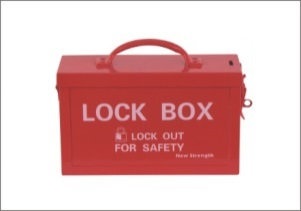 LOCK BOX
LOCK OUT
FOR SAFETY
New Strength